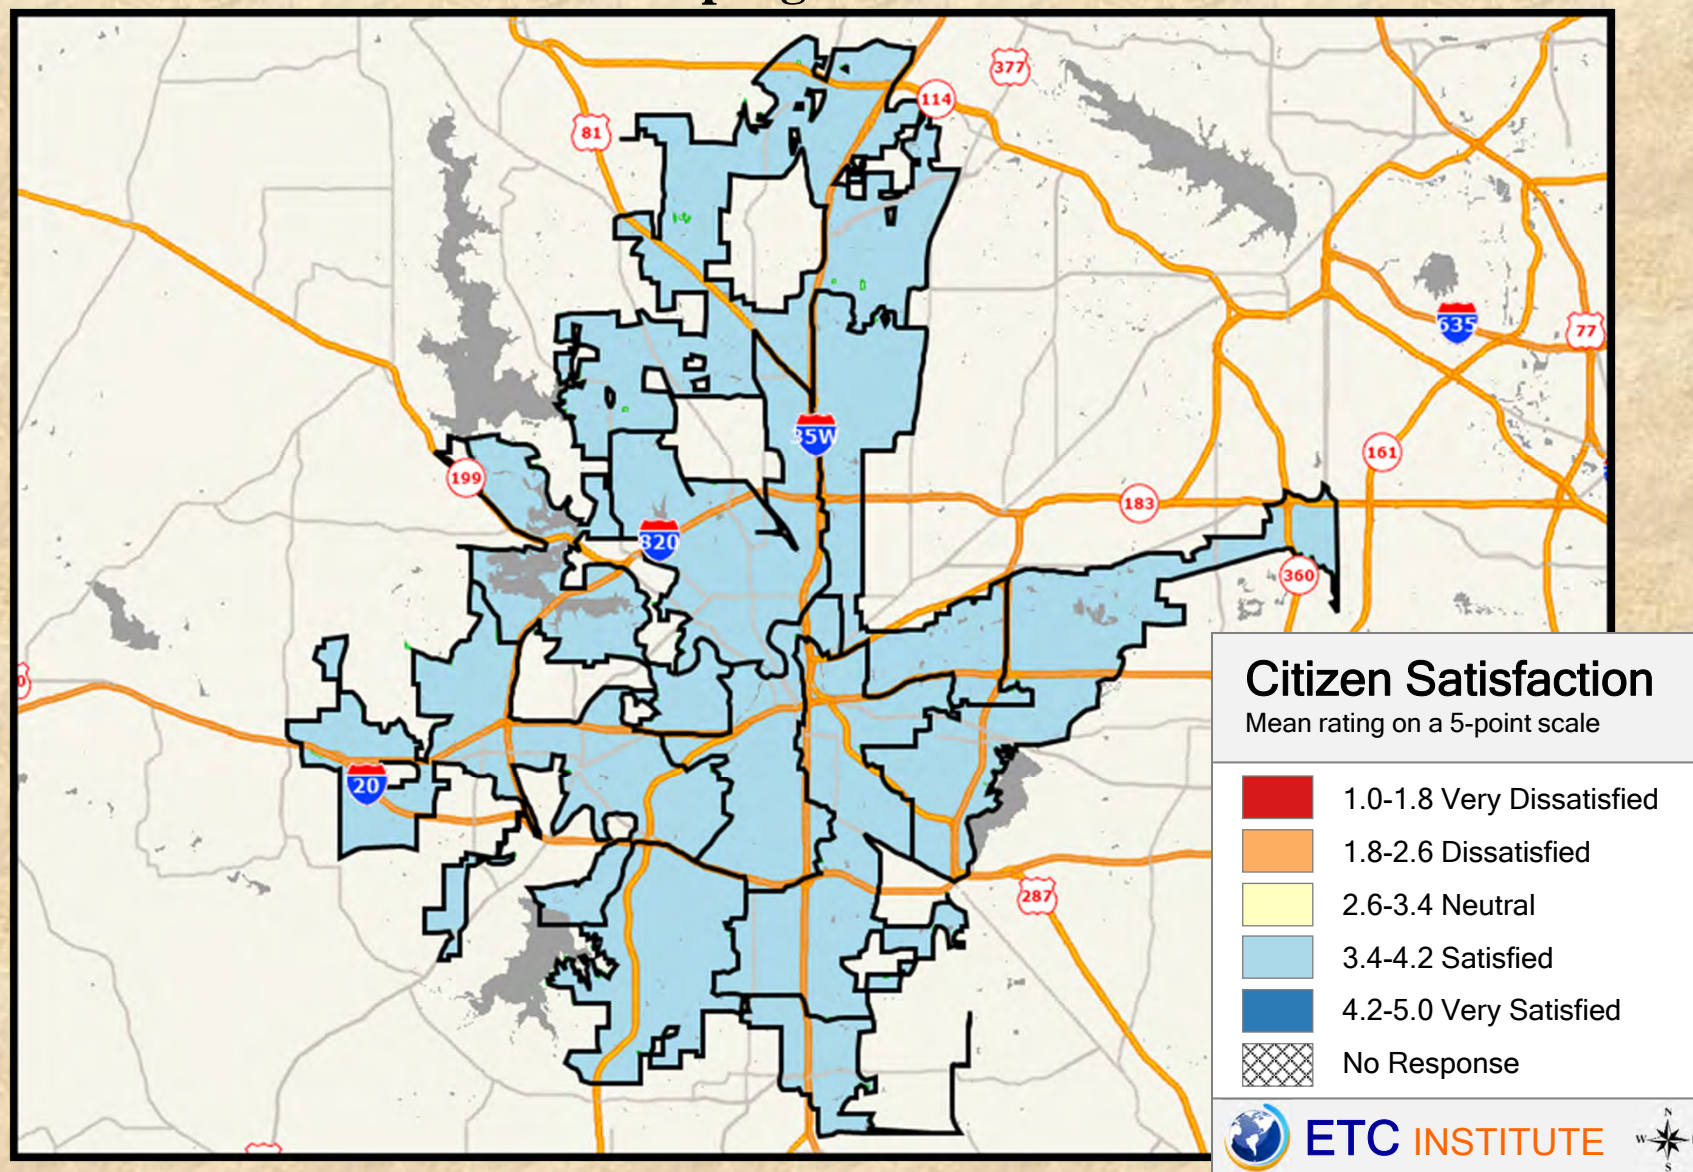 377
114
81
635
77
35W
161
199
183
820
360
Citizen Satisfaction
Mean rating on a 5-point scale
20
1.0-1.8 Very Dissatisfied
1.8-2.6 Dissatisfied
287
2.6-3.4 Neutral
3.4-4.2 Satisfied
4.2-5.0 Very Satisfied
No Response
ETC INSTITUTE
N
W
S